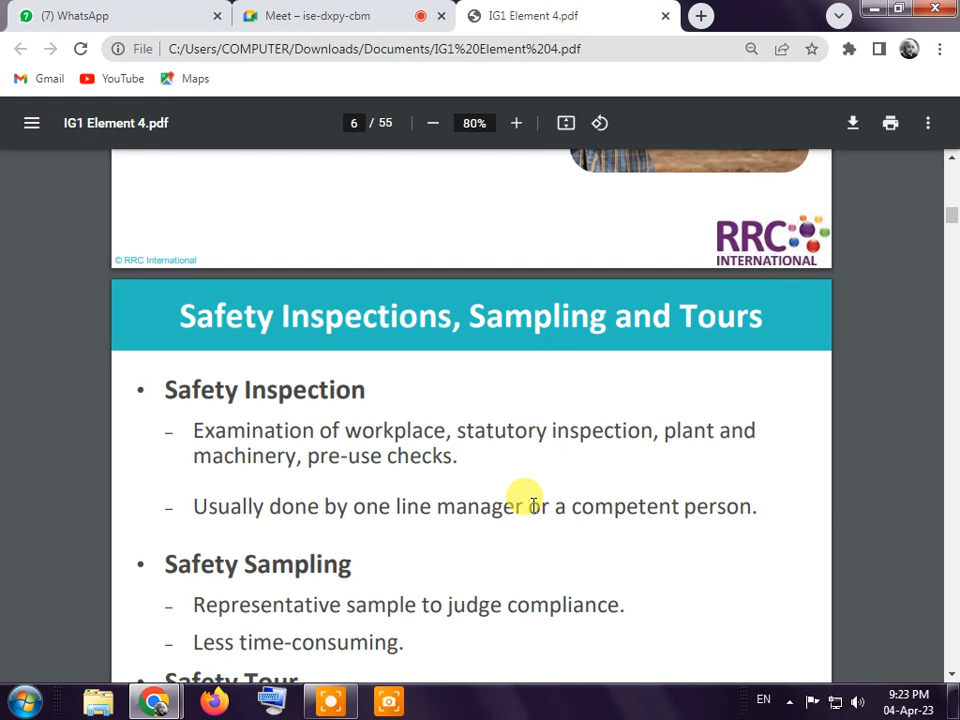 (7) WhatsApp
Meet – ise-dxpy-cbm
IG1 Element 4.pdf
File
C:/Users/COMPUTER/Downloads/Documents/IG1%20Element%204.pdf
Gmail
YouTube
Maps
IG1 Element 4.pdf
6 / 55
80%
RRC
INTERNATIONAL
© RRC International
Safety Inspections, Sampling and Tours
• Safety Inspection
– Examination of workplace, statutory inspection, plant and
machinery, pre-use checks.
– Usually done by one line manager or a competent person.
• Safety Sampling
– Representative sample to judge compliance.
– Less time-consuming.
• Safety Tour
EN
9:23 PM
04-Apr-23